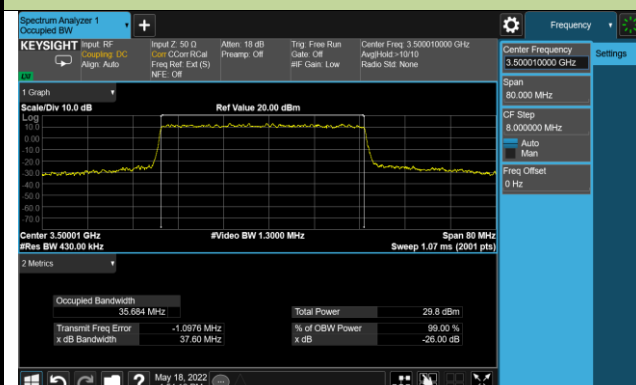 Spectrum Analyzer 1
Occupied BW
+
Frequency
KEYSIGHT
Input: RF
Coupling: DC
Align: Auto
Input Z: 50 Ω
Corr CCorr RCal
Freq Ref: Ext (S)
NFE: Off
Atten: 18 dB
Preamp: Off
Trig: Free Run
Gate: Off
#IF Gain: Low
Center Freq: 3.500010000 GHz
Avg|Hold:>10/10
Radio Std: None
Center Frequency
3.500010000 GHz
Settings
Span
80.000 MHz
CF Step
8.000000 MHz
Auto
Man
Freq Offset
0 Hz
1 Graph
Scale/Div 10.0 dB
Ref Value 20.00 dBm
Log
10.0
0.00
-10.0
-20.0
-30.0
-40.0
-50.0
-60.0
-70.0
Center 3.50001 GHz
#Video BW 1.3000 MHz
Span 80 MHz
#Res BW 430.00 kHz
Sweep 1.07 ms (2001 pts)
2 Metrics
Occupied Bandwidth
35.684 MHz
Total Power 29.8 dBm
Transmit Freq Error -1.0976 MHz
% of OBW Power 99.00 %
x dB Bandwidth 37.60 MHz
x dB -26.00 dB
?
May 18, 2022